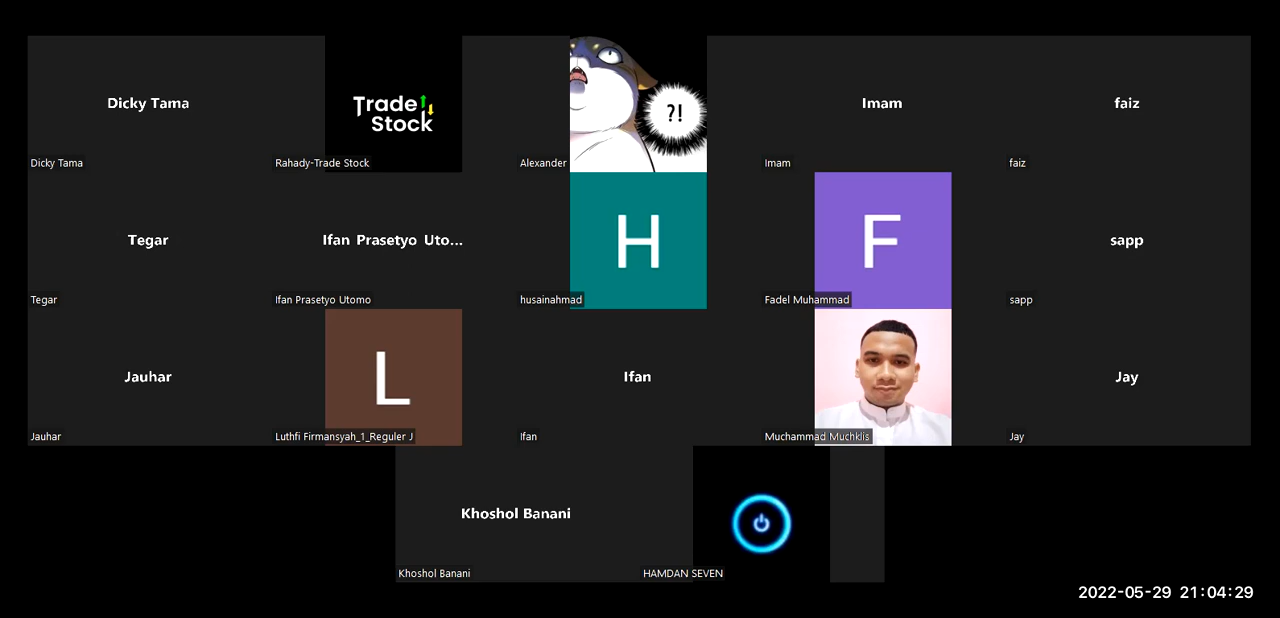 Dicky Tama
Dicky Tama
Trade
Stock
Rahady-Trade Stock
?!
Alexander
Imam
Imam
faiz
faiz
Tegar
Tegar
Ifan Prasetyo Uto...
Ifan Prasetyo Utomo
H
husainahmad
F
Fadel Muhammad
sapp
sapp
Jauhar
Jauhar
L
Luthfi Firmansyah_1_Reguler J
Ifan
Ifan
Muchammad Muchklis
Jay
Jay
Khoshol Banani
Khoshol Banani
HAMDAN SEVEN
2022-05-29 21:04:29